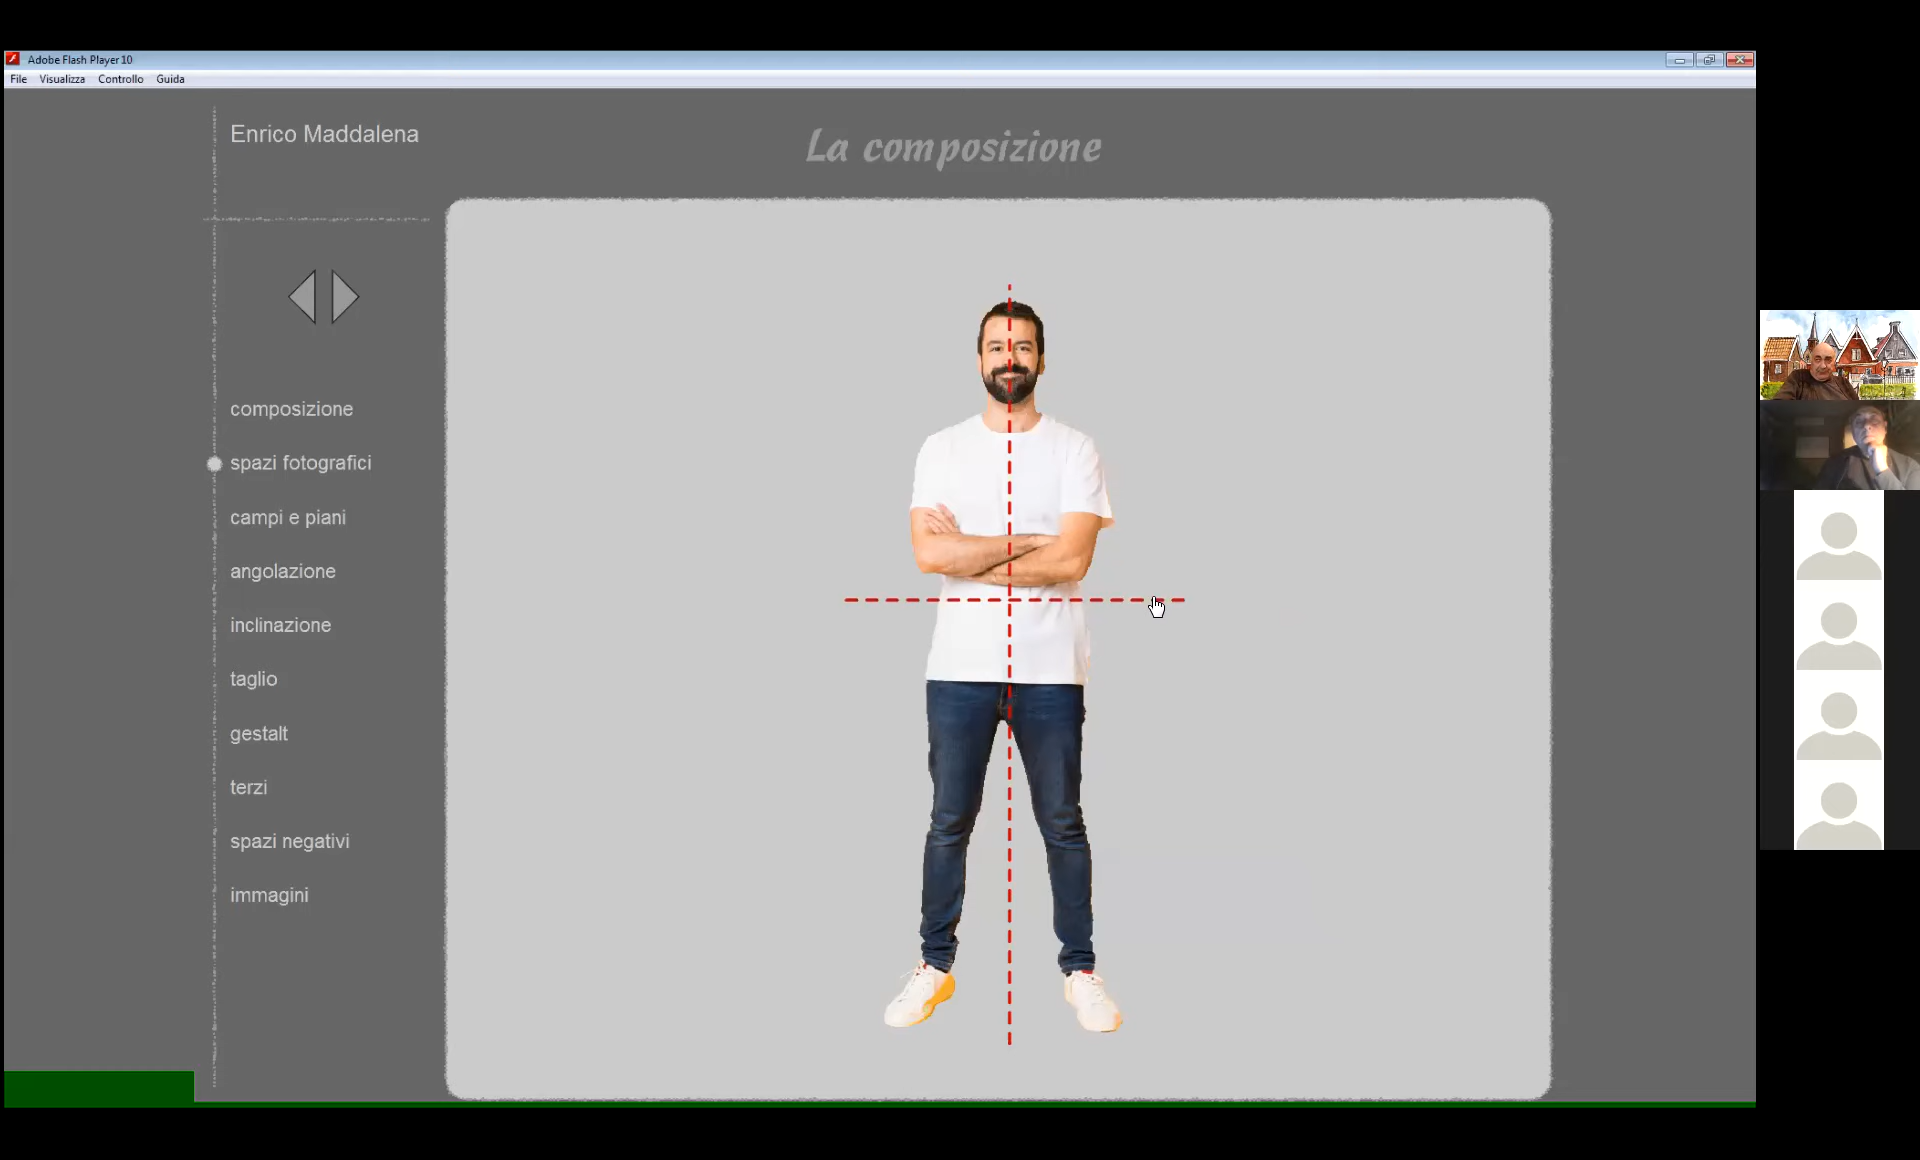 Adobe Flash Player 10
File Visualizza Controllo Guida
Enrico Maddalena
La composizione
composizione
spazi fotografici
campi e piani
angolazione
inclinazione
taglio
gestalt
terzi
spazi negativi
immagini